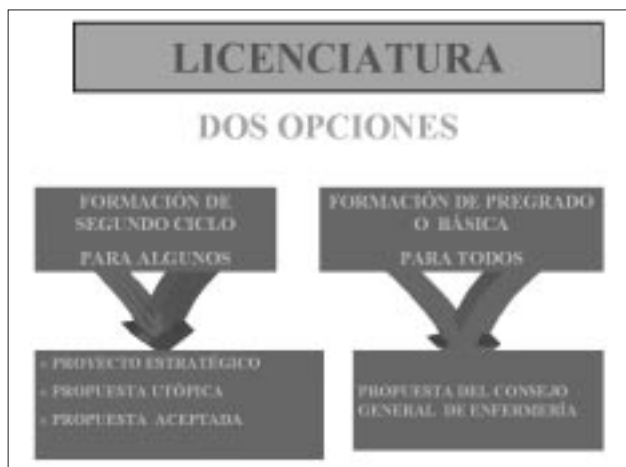 LICENCIATURA
DOS OPCIONES
FORMACIÓN DE
SEGUNDO CICLO
PARA ALGUNOS
FORMACIÓN DE PREGRADO
O BÁSICA
PARA TODOS
PROYECTO ESTRATÉGICO
PROPUESTA UTÓPICA
PROPUESTA ACEPTADA
PROPUESTA DEL CONSEJO
GENERAL DE ENFERMERÍA